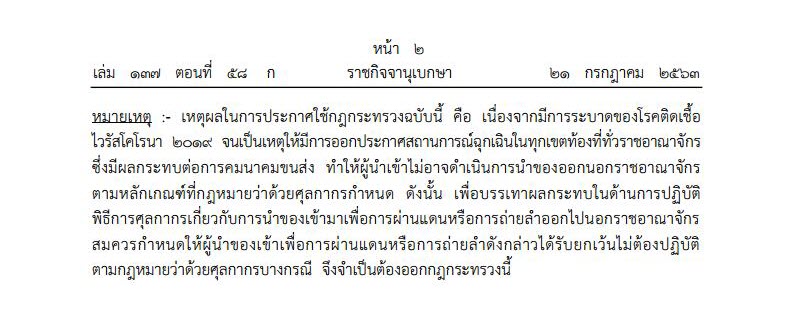 หน้า ๒
เล่ม ๑๓๗ ตอนที่ ๕๘ ก ราชกิจจานุเบกษา ๒๑ กรกฎาคม ๒๕๖๓
หมายเหตุ :- เหตุผลในการประกาศใช้กฎกระทรวงฉบับนี้ คือ เนื่องจากมีการระบาดของโรคติดเชื้อ
ไวรัสโคโรนา ๒๐๑๙ จนเป็นเหตุให้มีการออกประกาศสถานการณ์ฉุกเฉินในทุกเขตท้องที่ทั่วราชอาณาจักร
ซึ่งมีผลกระทบต่อการคมนาคมขนส่ง ทำให้ผู้นำเข้าไม่อาจดำเนินการนำของออกนอกราชอาณาจักร
ตามหลักเกณฑ์ที่กฎหมายว่าด้วยศุลกากรกำหนด ดังนั้น เพื่อบรรเทาผลกระทบในด้านการปฏิบัติ
พิธีการศุลกากรเกี่ยวกับการนำของเข้ามาเพื่อการผ่านแดนหรือการถ่ายลำออกไปนอกราชอาณาจักร
สมควรกำหนดให้ผู้นำของเข้าเพื่อการผ่านแดนหรือการถ่ายลำดังกล่าวได้รับยกเว้นไม่ต้องปฏิบัติ
ตามกฎหมายว่าด้วยศุลกากรบางกรณี จึงจำเป็นต้องออกกฎกระทรวงนี้